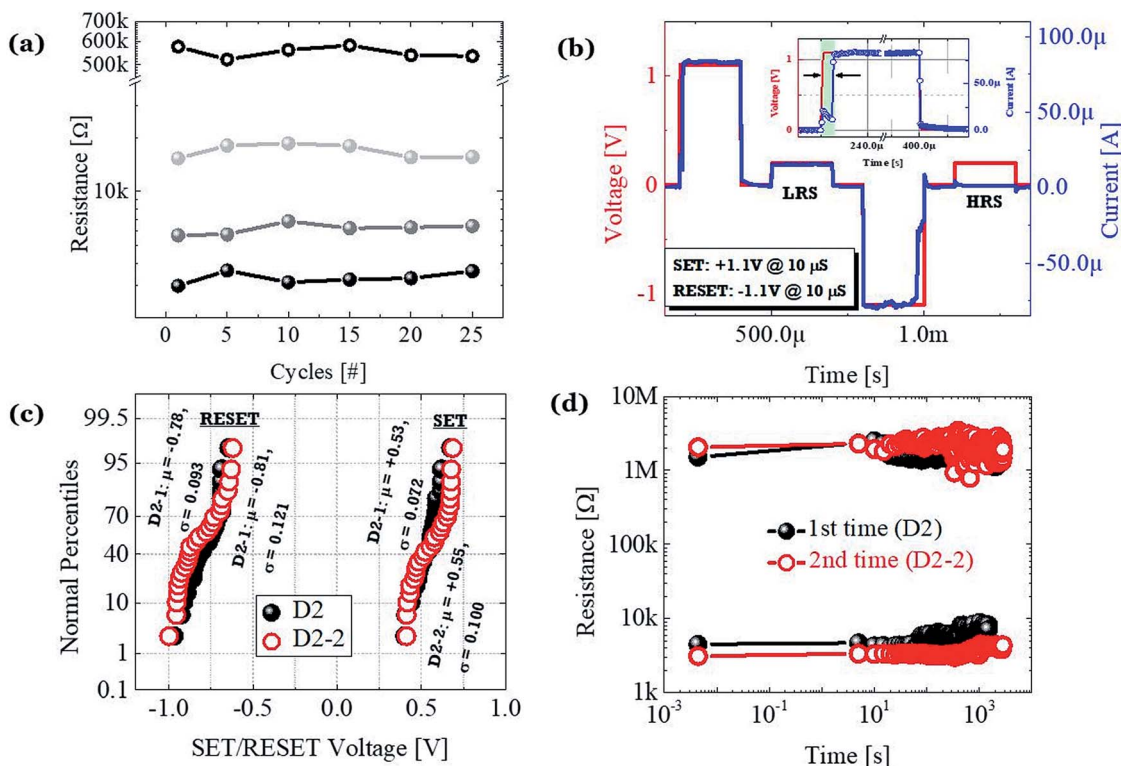 (a)
700k
600k
500k
10k
Resistance [Ω]
0 5 10 15 20 25
Cycles [#]
(b)
1
0
-1
Voltage [V]
100.0µ
50.0µ
0.0
-50.0µ
Current [A]
500.0µ 1.0m
Time [s]
1
0
Voltage [V]
50.0µ
0.0
Current [A]
240.0µ 400.0µ
Time [s]
LRS
HRS
SET: +1.1V @ 10 µS
RESET: -1.1V @ 10 µS
(c)
99.5
95
70
40
10
1
0.1
Normal Percentiles
RESET
SET
D2-1: µ = -0.78,
σ = 0.093
D2-1: µ = -0.81,
σ = 0.121
D2-1: µ = +0.53,
σ = 0.072
D2-2: µ = +0.55,
σ = 0.100
D2
D2-2
-1.0 -0.5 0.0 0.5 1.0
SET/RESET Voltage [V]
(d)
10M
1M
100k
10k
1k
Resistance [Ω]
1st time (D2)
2nd time (D2-2)
10-3 10-1 101 103
Time [s]